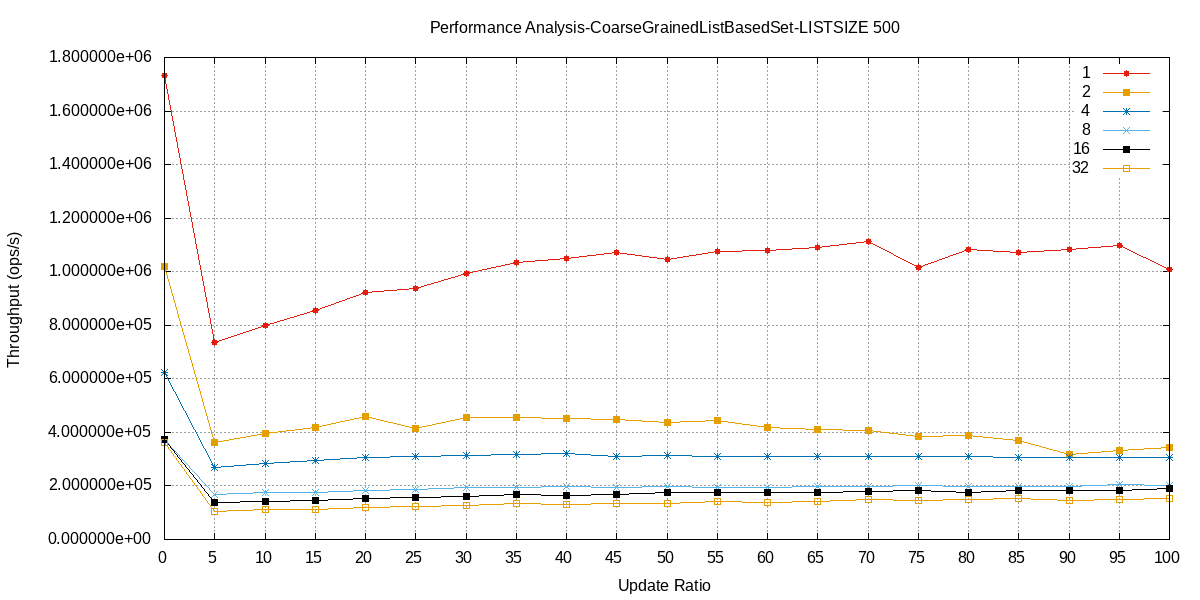 Performance Analysis-CoarseGrainedListBasedSet-LISTSIZE 500
1.800000e+06
1.600000e+06
1.400000e+06
1.200000e+06
1.000000e+06
8.000000e+05
6.000000e+05
4.000000e+05
2.000000e+05
0.000000e+00
Throughput (ops/s)
1
2
4
8
16
32
0 5 10 15 20 25 30 35 40 45 50 55 60 65 70 75 80 85 90 95 100
Update Ratio